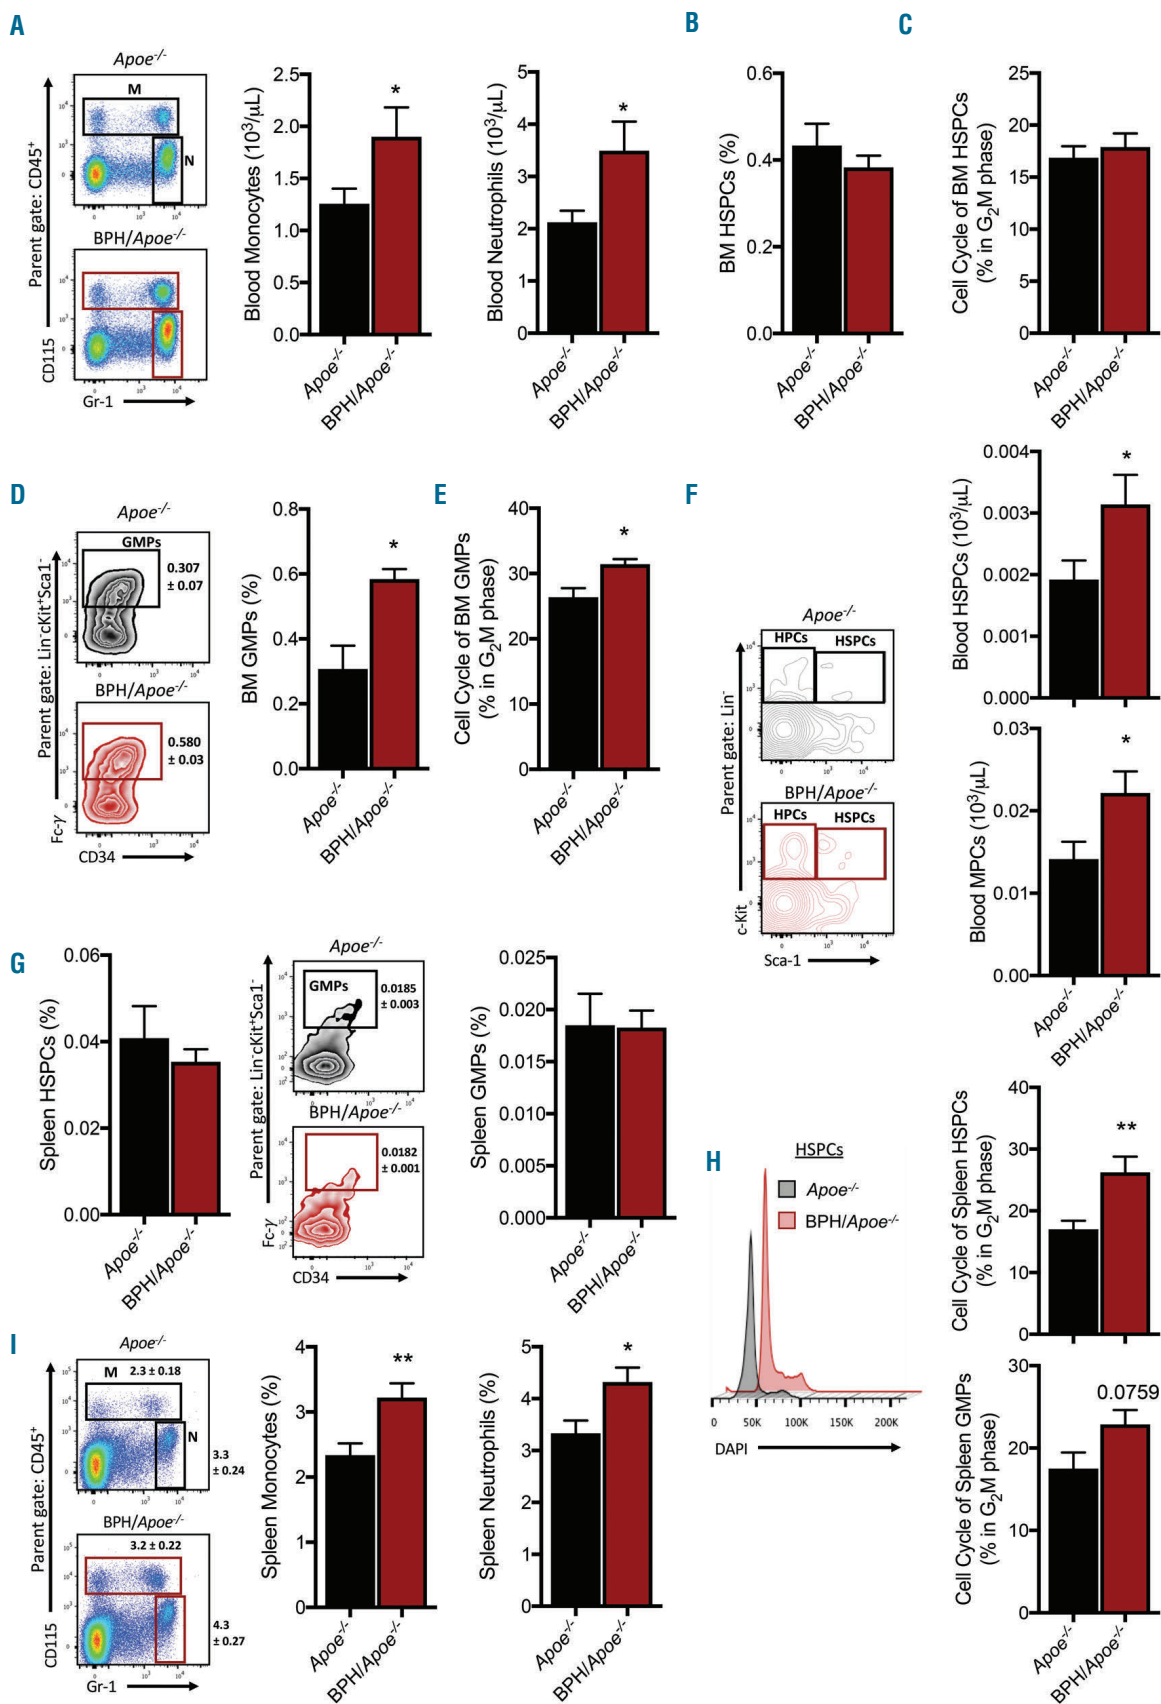 A
Apoe-/-
M
N
BPH/Apoe-/-
Parent gate: CD45+
CD115
Gr-1
10⁴
10³
0
0
10³
10⁴
Blood Monocytes (10³/µL)
2.5
2.0
1.5
1.0
0.5
0.0
*
Apoe-/-
BPH/Apoe-/-
Blood Neutrophils (10³/µL)
5
4
3
2
1
0
*
Apoe-/-
BPH/Apoe-/-
B
BM HSPCs (%)
0.6
0.4
0.2
0.0
Apoe-/-
BPH/Apoe-/-
C
Cell Cycle of BM HSPCs
(% in G₂M phase)
25
20
15
10
5
0
Apoe-/-
BPH/Apoe-/-
D
Apoe-/-
GMPs
0.307
± 0.07
BPH/Apoe-/-
0.580
± 0.03
Parent gate: Lin-cKit+Sca1-
Fc-γ
CD34
BM GMPs (%)
0.8
0.6
0.4
0.2
0.0
*
Apoe-/-
BPH/Apoe-/-
E
Cell Cycle of BM GMPs
(% in G₂M phase)
40
30
20
10
0
*
Apoe-/-
BPH/Apoe-/-
F
Apoe-/-
HPCs
HSPCs
BPH/Apoe-/-
HPCs
HSPCs
Parent gate: Lin-
c-Kit
Sca-1
Blood HSPCs (10³/µL)
0.004
0.003
0.002
0.001
0.000
*
Blood MPCs (10³/µL)
0.03
0.02
0.01
0.00
*
Apoe-/-
BPH/Apoe-/-
G
Spleen HSPCs (%)
0.06
0.04
0.02
0.00
Apoe-/-
BPH/Apoe-/-
Apoe-/-
GMPs
0.0185
± 0.003
BPH/Apoe-/-
0.0182
± 0.001
Parent gate: Lin-cKit+Sca1-
Fc-γ
CD34
Spleen GMPs (%)
0.025
0.020
0.015
0.010
0.005
0.000
Apoe-/-
BPH/Apoe-/-
H
HSPCs
Apoe-/-
BPH/Apoe-/-
0
50K
100K
150K
200K
DAPI
Cell Cycle of Spleen HSPCs
(% in G₂M phase)
40
30
20
10
0
**
Cell Cycle of Spleen GMPs
(% in G₂M phase)
30
20
10
0
0.0759
Apoe-/-
BPH/Apoe-/-
I
Apoe-/-
M
2.3 ± 0.18
N
3.3
± 0.24
BPH/Apoe-/-
3.2 ± 0.22
4.3
± 0.27
Parent gate: CD45+
CD115
Gr-1
Spleen Monocytes (%)
4
3
2
1
0
**
Apoe-/-
BPH/Apoe-/-
Spleen Neutrophils (%)
5
4
3
2
1
0
*
Apoe-/-
BPH/Apoe-/-